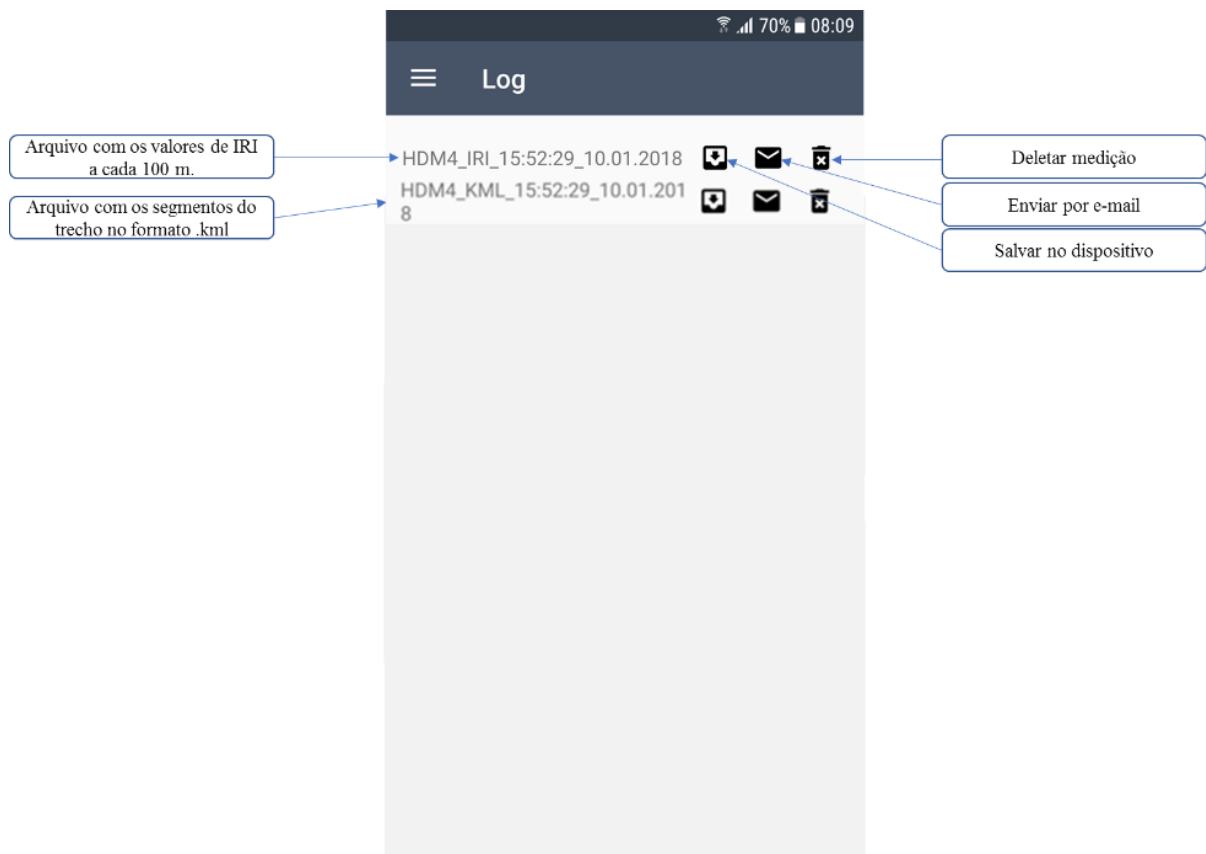 70% 08:09
Log
Arquivo com os valores de IRI
a cada 100 m.
HDM4_IRI_15:52:29_10.01.2018
Deletar medição
Arquivo com os segmentos do
trecho no formato .kml
HDM4_KML_15:52:29_10.01.201
8
Enviar por e-mail
Salvar no dispositivo